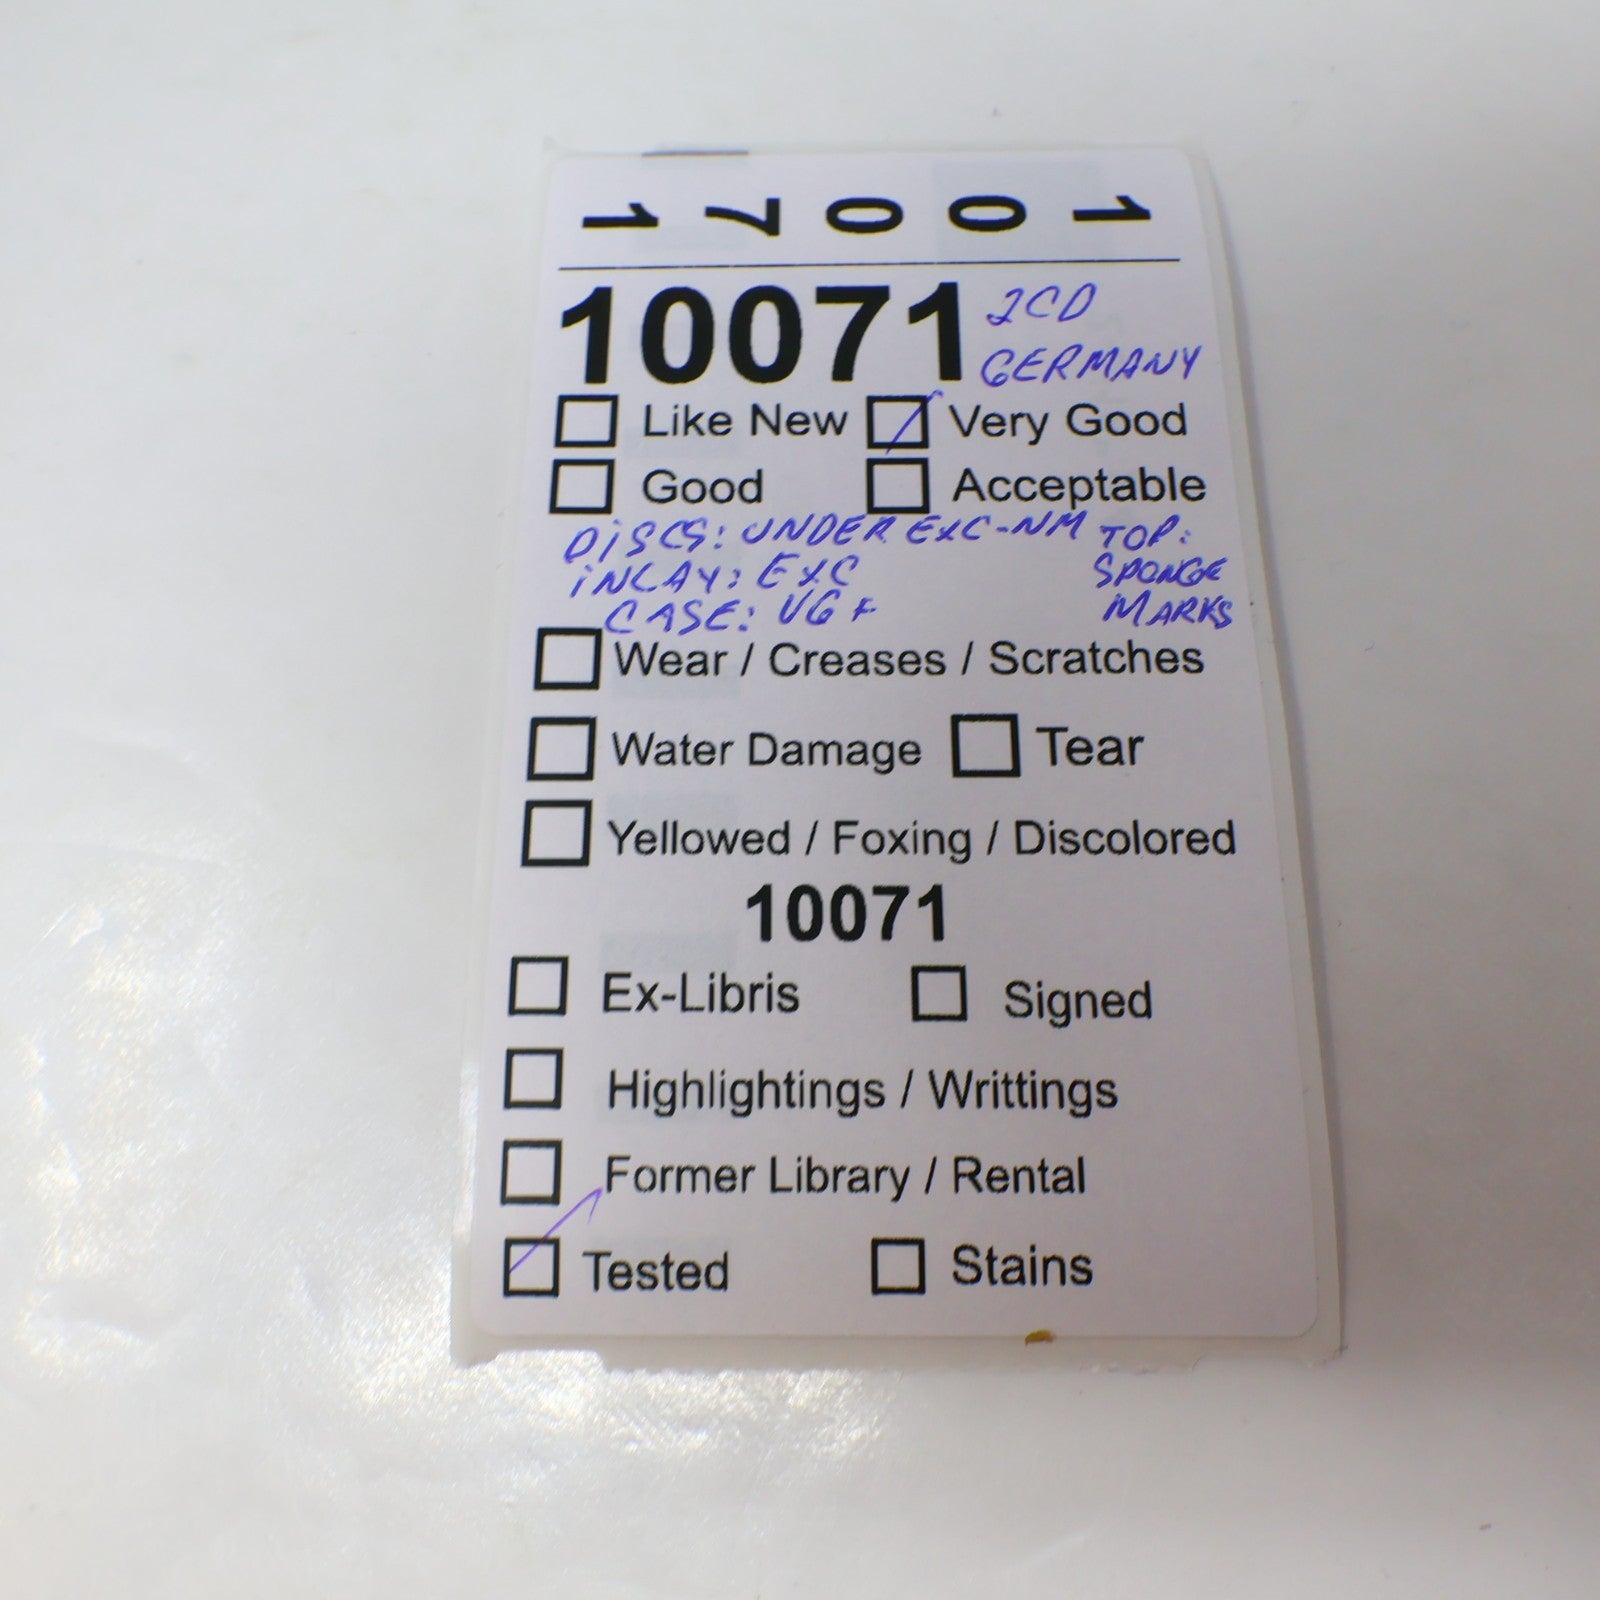 10071
10071 2CD
GERMANY
Like New Very Good
Good Acceptable
DISCS: UNDER EXC-NM TOP:
INLAY: EXC SPONGE
CASE: VG+ MARKS
Wear / Creases / Scratches
Water Damage Tear
Yellowed / Foxing / Discolored
10071
Ex-Libris Signed
Highlightings / Writtings
Former Library / Rental
Tested Stains